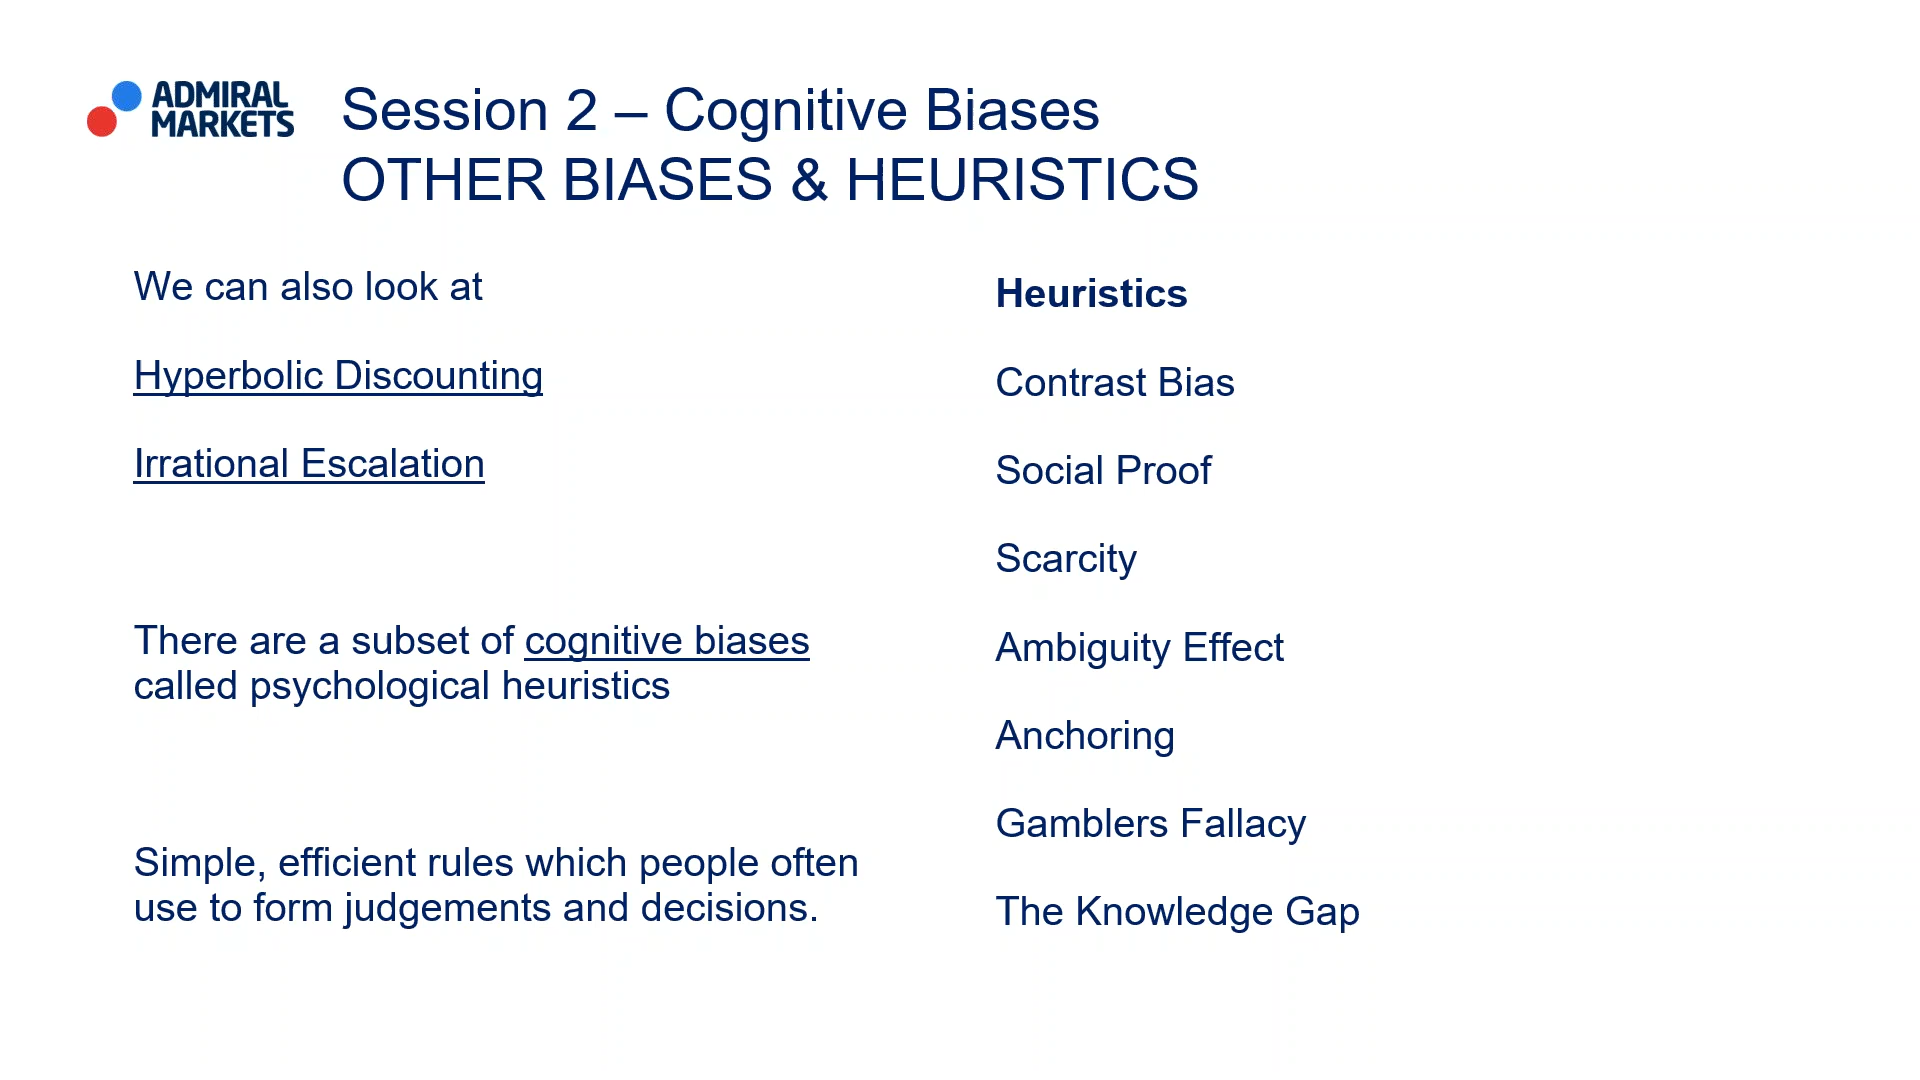 ADMIRAL
MARKETS
Session 2 – Cognitive Biases
OTHER BIASES & HEURISTICS
We can also look at
Hyperbolic Discounting
Irrational Escalation
There are a subset of cognitive biases
called psychological heuristics
Simple, efficient rules which people often
use to form judgements and decisions.
Heuristics
Contrast Bias
Social Proof
Scarcity
Ambiguity Effect
Anchoring
Gamblers Fallacy
The Knowledge Gap